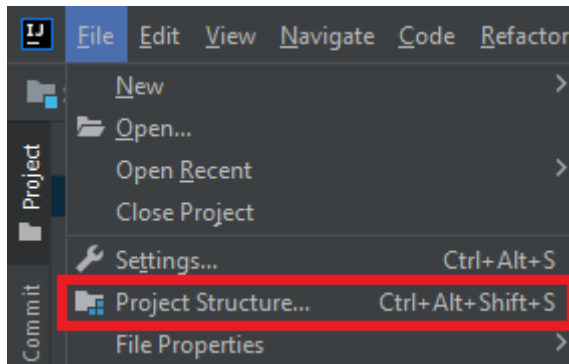 IJ File Edit View Navigate Code Refactor
New
Open...
Open Recent
Close Project
Settings... Ctrl+Alt+S
Project Structure... Ctrl+Alt+Shift+S
File Properties
Project
Commit